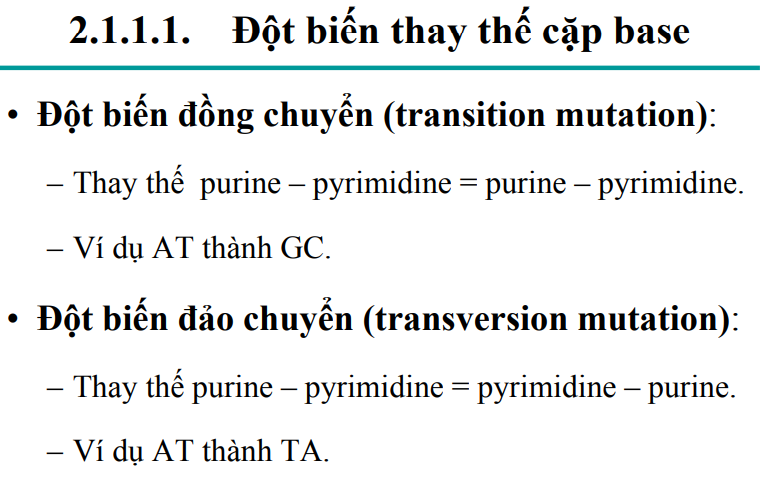 2.1.1.1. Đột biến thay thế cặp base
• Đột biến đồng chuyển (transition mutation):
– Thay thế purine – pyrimidine = purine – pyrimidine.
– Ví dụ AT thành GC.
• Đột biến đảo chuyển (transversion mutation):
– Thay thế purine – pyrimidine = pyrimidine – purine.
– Ví dụ AT thành TA.